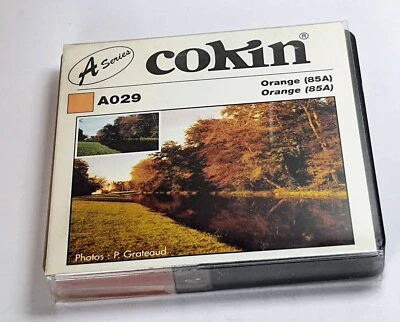 A Series
cokin®
Orange (85A)
Orange (85A)
A029
Photos : P. Grateaud